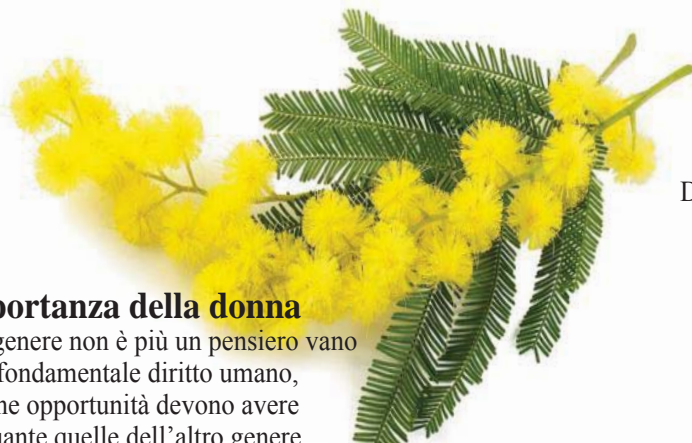 portanza della donna
genere non è più un pensiero vano
fondamentale diritto umano,
ne opportunità devono avere
uante quelle dell'altro genere
D